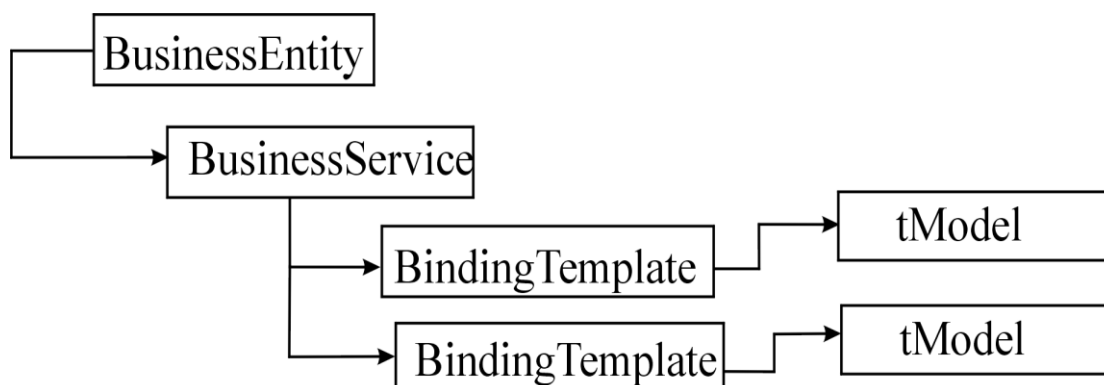 BusinessEntity
BusinessService
tModel
BindingTemplate
tModel
BindingTemplate